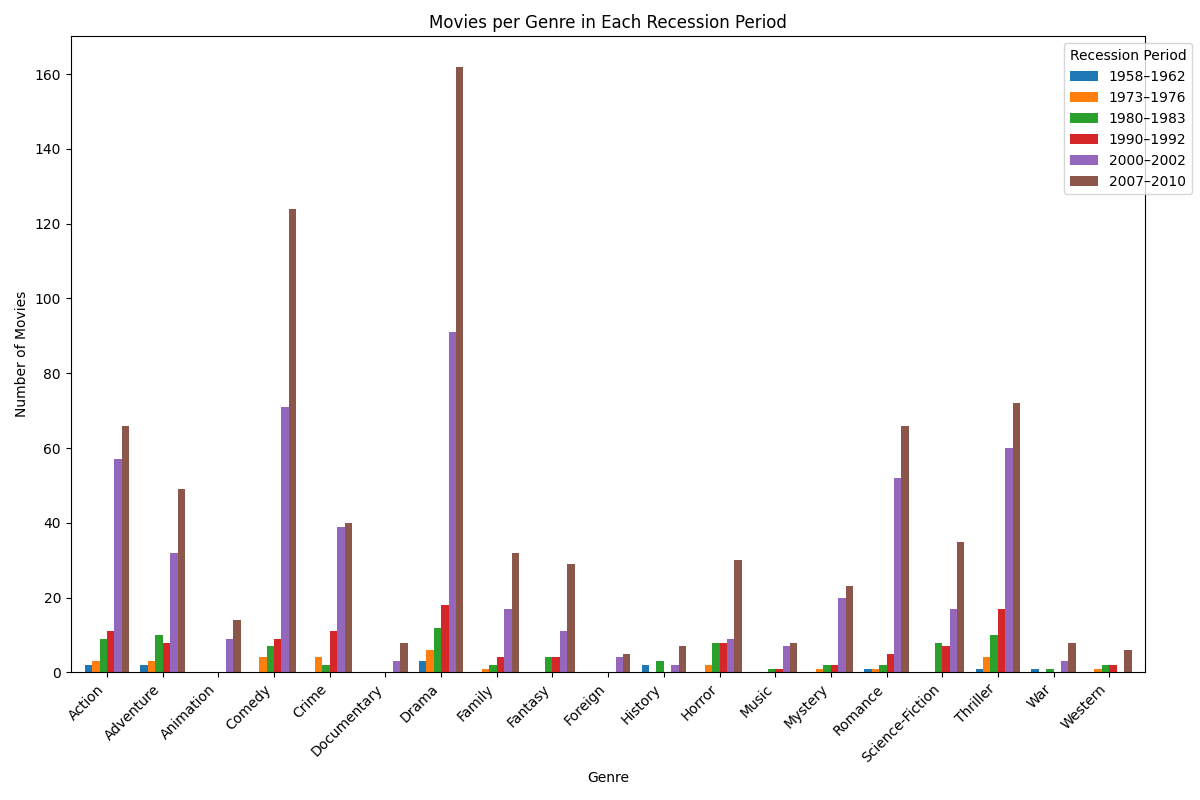 Movies per Genre in Each Recession Period
Recession Period
1958–1962
1973–1976
1980–1983
1990–1992
2000–2002
2007–2010
Number of Movies
160
140
120
100
80
60
40
20
0
Action
Adventure
Animation
Comedy
Crime
Documentary
Drama
Family
Fantasy
Foreign
History
Horror
Music
Mystery
Romance
Science-Fiction
Thriller
War
Western
Genre